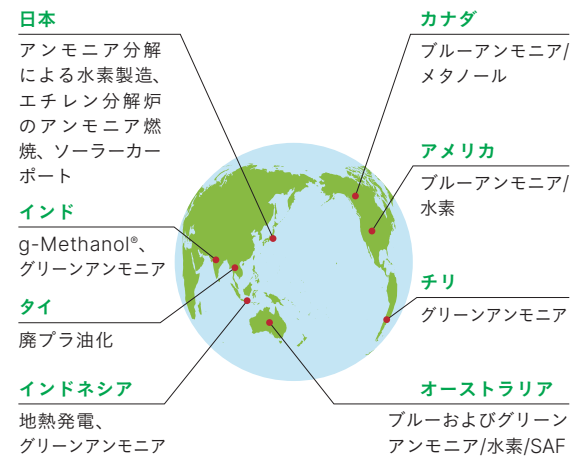 日本
アンモニア分解
による水素製造、
エチレン分解炉
のアンモニア燃
焼、ソーラーカー
ポート
インド
g-Methanol®、
グリーンアンモニア
タイ
廃プラ油化
インドネシア
地熱発電、
グリーンアンモニア
カナダ
ブルーアンモニア/
メタノール
アメリカ
ブルーアンモニア/
水素
チリ
グリーンアンモニア
オーストラリア
ブルーおよびグリーン
アンモニア/水素/SAF